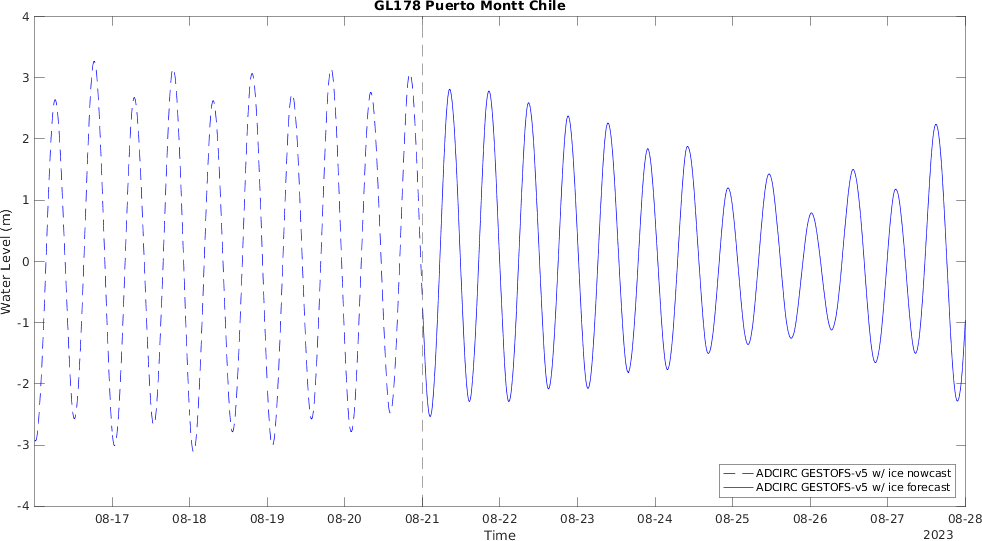 GL178 Puerto Montt Chile
4
3
2
1
0
-1
-2
-3
-4
Water Level (m)
ADCIRC GESTOFS-v5 w/ ice nowcast
ADCIRC GESTOFS-v5 w/ ice forecast
08-17 08-18 08-19 08-20 08-21 08-22 08-23 08-24 08-25 08-26 08-27 08-28
Time
2023